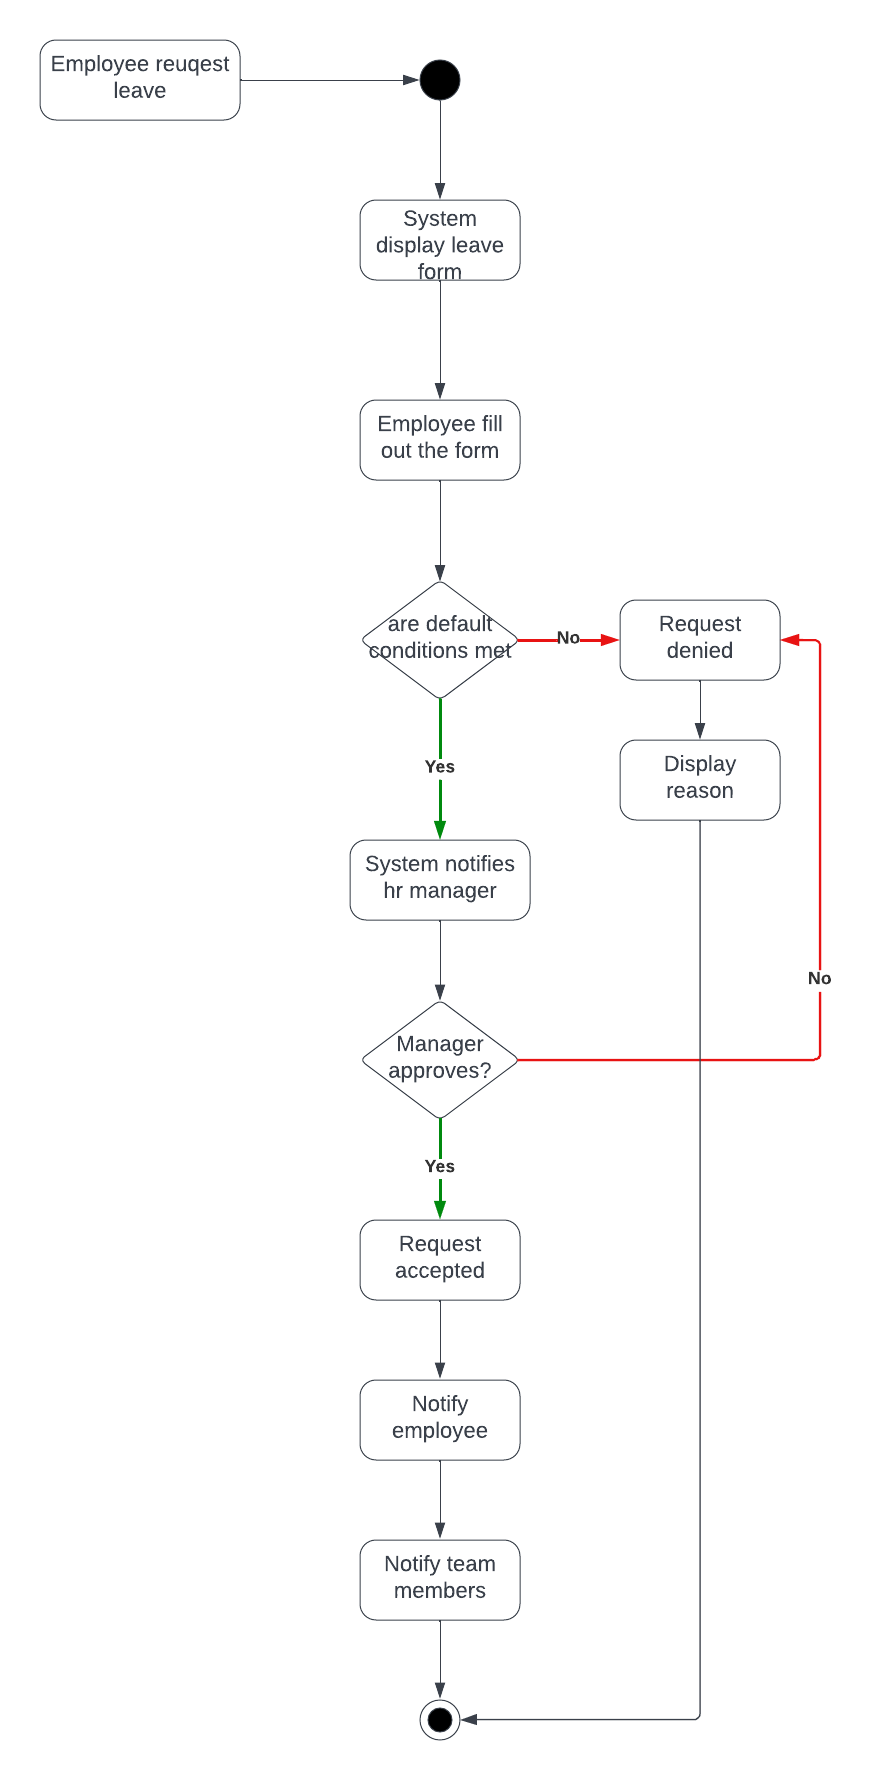 Employee reuqest
leave
System
display leave
form
Employee fill
out the form
are default
conditions met
No
Request
denied
Display
reason
Yes
System notifies
hr manager
No
Manager
approves?
Yes
Request
accepted
Notify
employee
Notify team
members